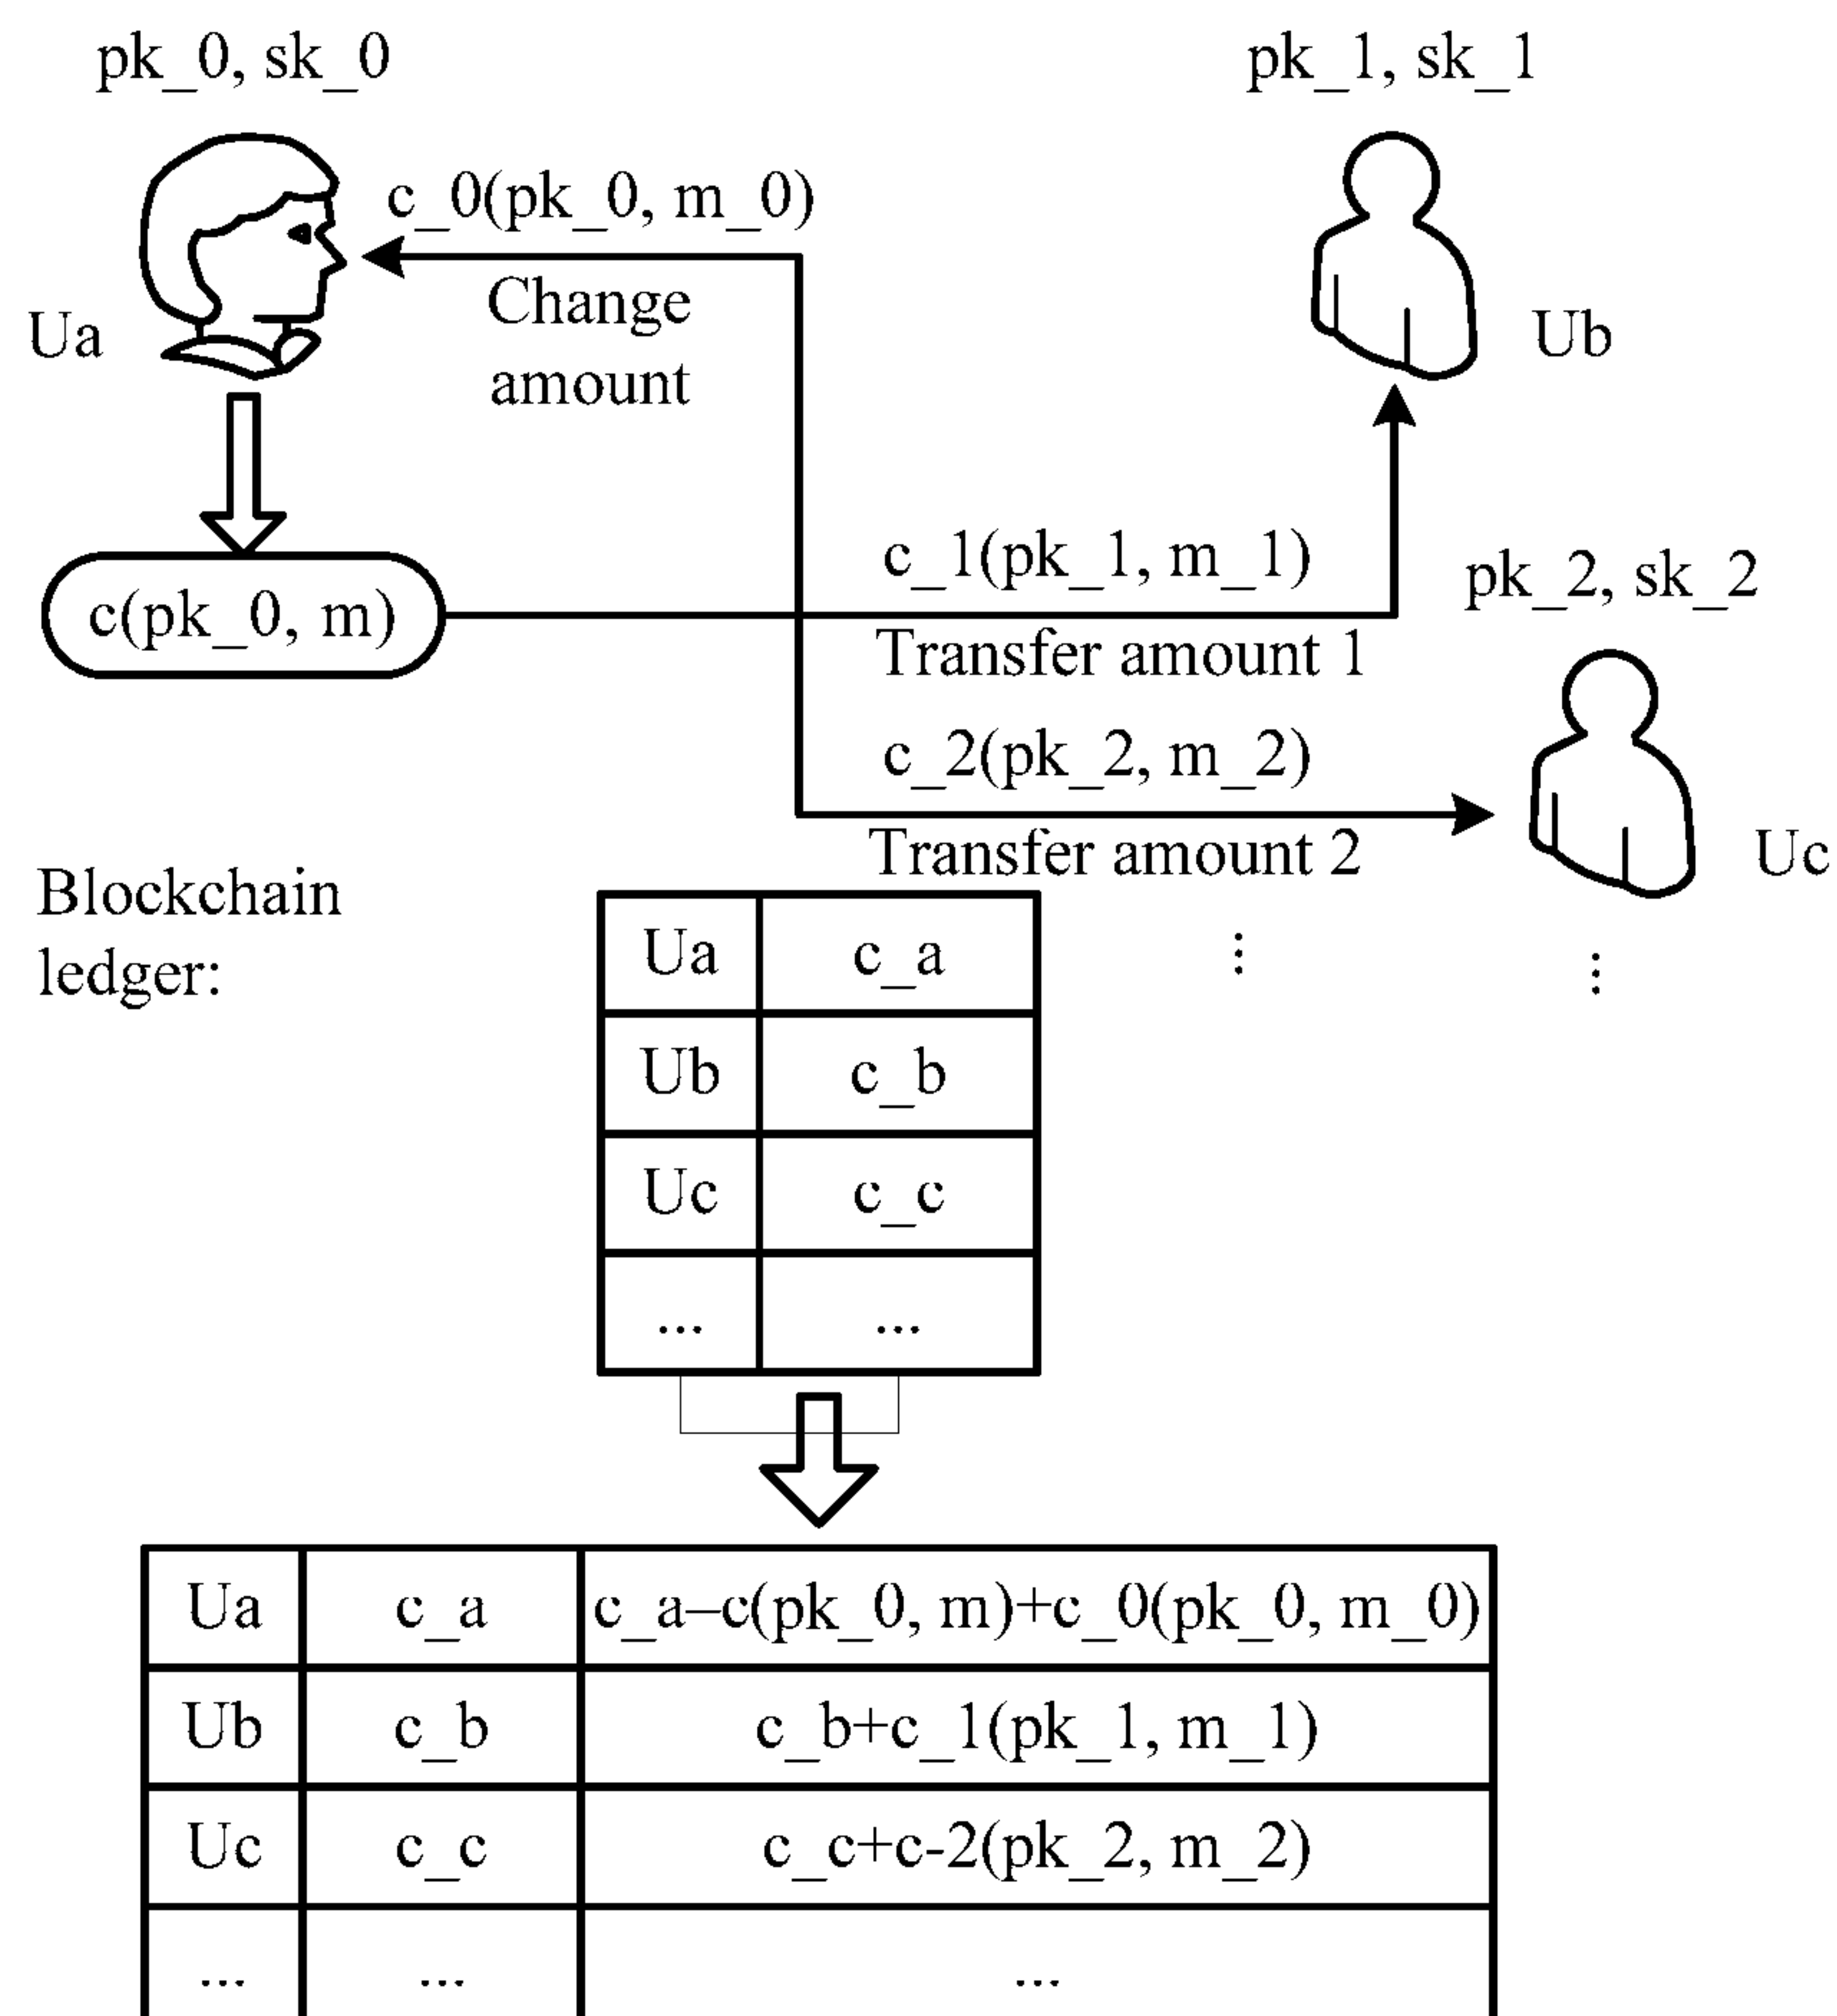 pk_0, sk_0
pk_1, sk_1
c_0(pk_0, m_0)
Change
amount
Ua
Ub
c_1(pk_1, m_1)
pk_2, sk_2
c(pk_0, m)
Transfer amount 1
c_2(pk_2, m_2)
Transfer amount 2
Uc
Blockchain
ledger:
Ua c_a
⋮
⋮
Ub c_b
Uc c_c
... ...
Ua c_a c_a–c(pk_0, m)+c_0(pk_0, m_0)
Ub c_b c_b+c_1(pk_1, m_1)
Uc c_c c_c+c-2(pk_2, m_2)
... ... ...